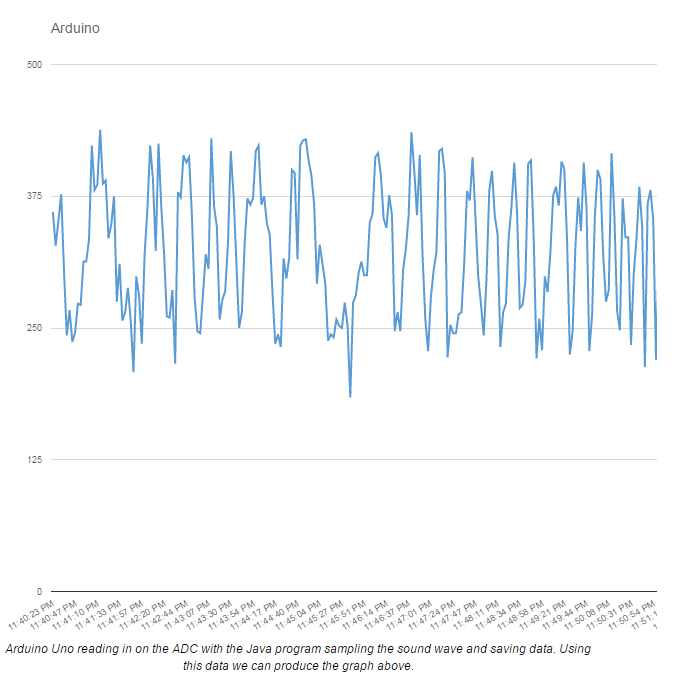 Arduino
500
375
250
125
0
11:40:23 PM
11:40:47 PM
11:41:10 PM
11:41:33 PM
11:41:57 PM
11:42:20 PM
11:42:44 PM
11:43:07 PM
11:43:30 PM
11:43:54 PM
11:44:17 PM
11:44:40 PM
11:45:04 PM
11:45:27 PM
11:45:51 PM
11:46:14 PM
11:46:37 PM
11:47:01 PM
11:47:24 PM
11:47:48 PM
11:48:11 PM
11:48:34 PM
11:48:58 PM
11:49:21 PM
11:49:44 PM
11:50:08 PM
11:50:31 PM
11:50:54 PM
11:51:1
Arduino Uno reading in on the ADC with the Java program sampling the sound wave and saving data. Using
this data we can produce the graph above.